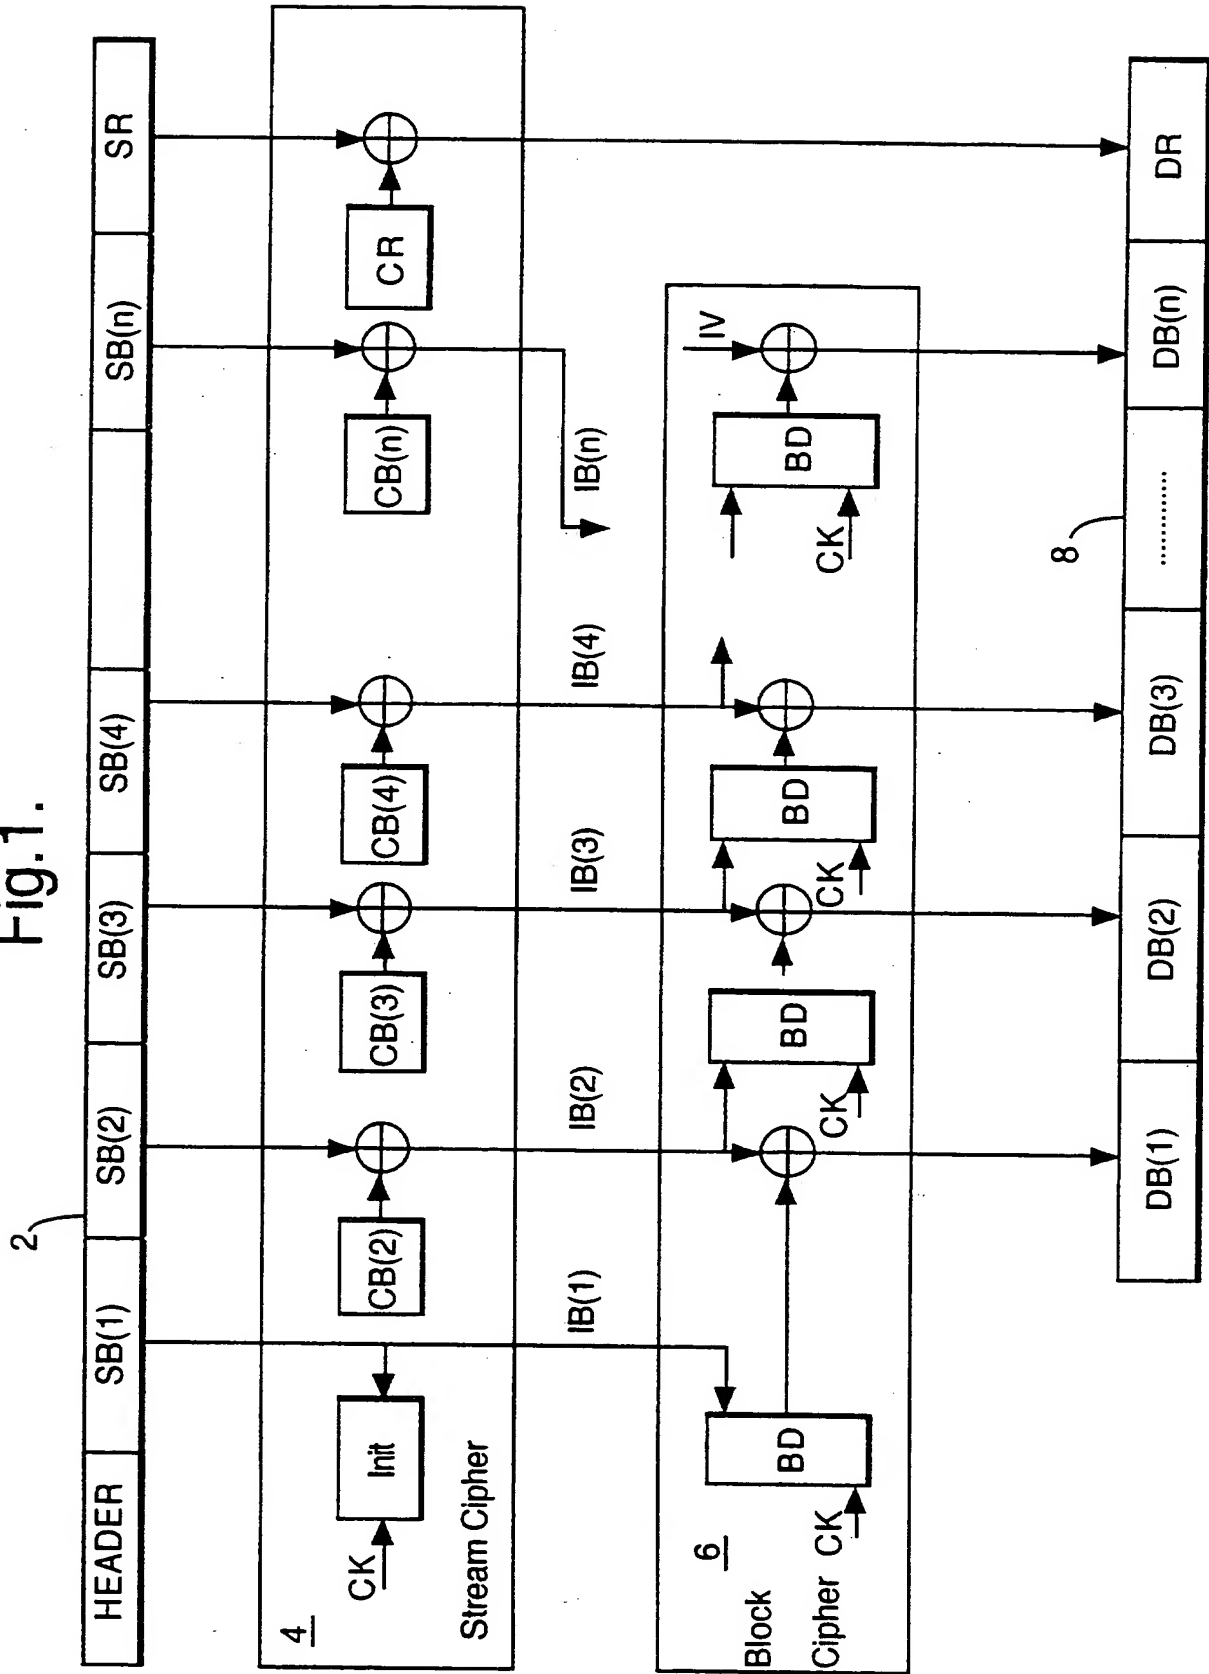 Fig.1.
2
HEADER SB(1) SB(2) SB(3) SB(4) SB(n) SR
4
CK Init CB(2) CB(3) CB(4) CB(n) CR
Stream Cipher
IB(1) IB(2) IB(3) IB(4) IB(n)
6
IV
Block
Cipher
CK BD CK BD CK BD CK BD
8
DB(1) DB(2) DB(3) ............ DB(n) DR